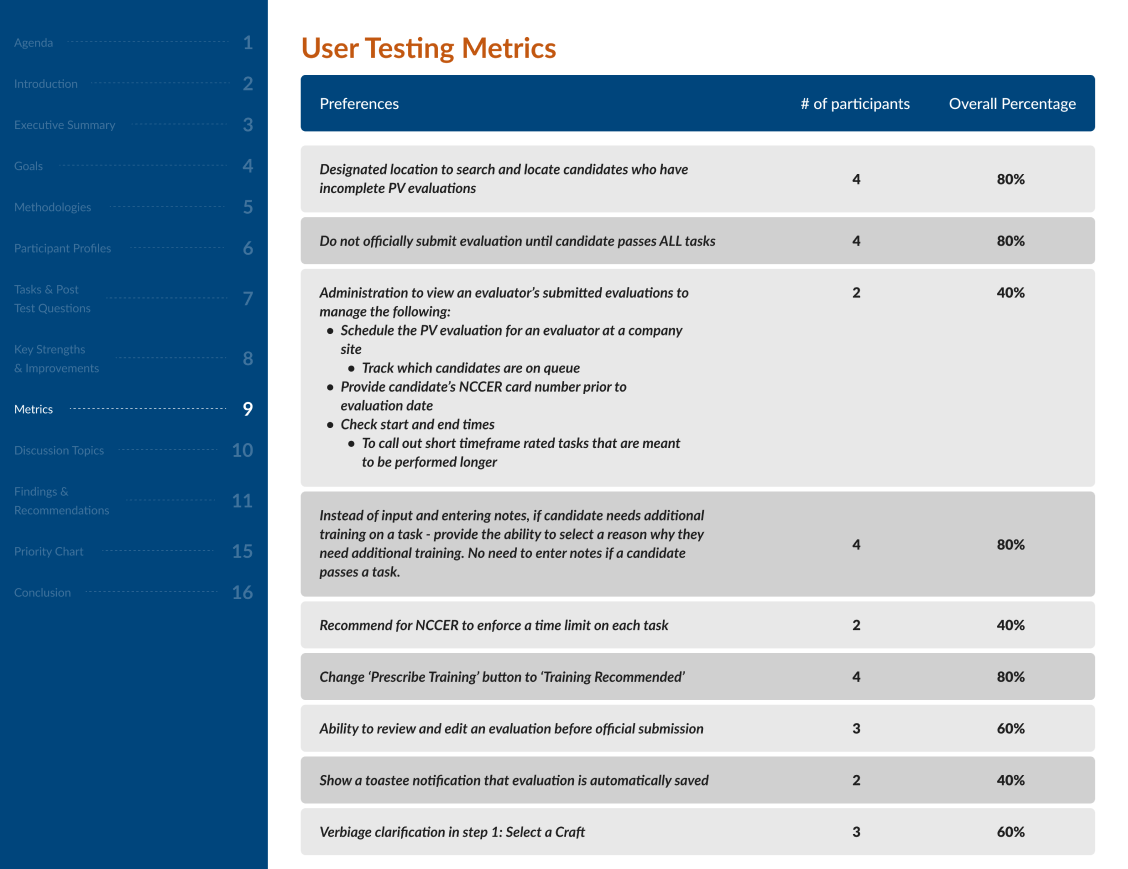 Agenda 1
Introduction 2
Executive Summary 3
Goals 4
Methodologies 5
Participant Profiles 6
Tasks & Post
Test Questions 7
Key Strengths
& Improvements 8
Metrics 9
Discussion Topics 10
Findings &
Recommendations 11
Priority Chart 15
Conclusion 16
User Testing Metrics
Preferences # of participants Overall Percentage
Designated location to search and locate candidates who have
incomplete PV evaluations 4 80%
Do not officially submit evaluation until candidate passes ALL tasks 4 80%
Administration to view an evaluator's submitted evaluations to 2 40%
manage the following:
• Schedule the PV evaluation for an evaluator at a company
site
• Track which candidates are on queue
• Provide candidate's NCCER card number prior to
evaluation date
• Check start and end times
• To call out short timeframe rated tasks that are meant
to be performed longer
Instead of input and entering notes, if candidate needs additional
training on a task - provide the ability to select a reason why they
need additional training. No need to enter notes if a candidate
passes a task. 4 80%
Recommend for NCCER to enforce a time limit on each task 2 40%
Change 'Prescribe Training' button to 'Training Recommended' 4 80%
Ability to review and edit an evaluation before official submission 3 60%
Show a toastee notification that evaluation is automatically saved 2 40%
Verbiage clarification in step 1: Select a Craft 3 60%